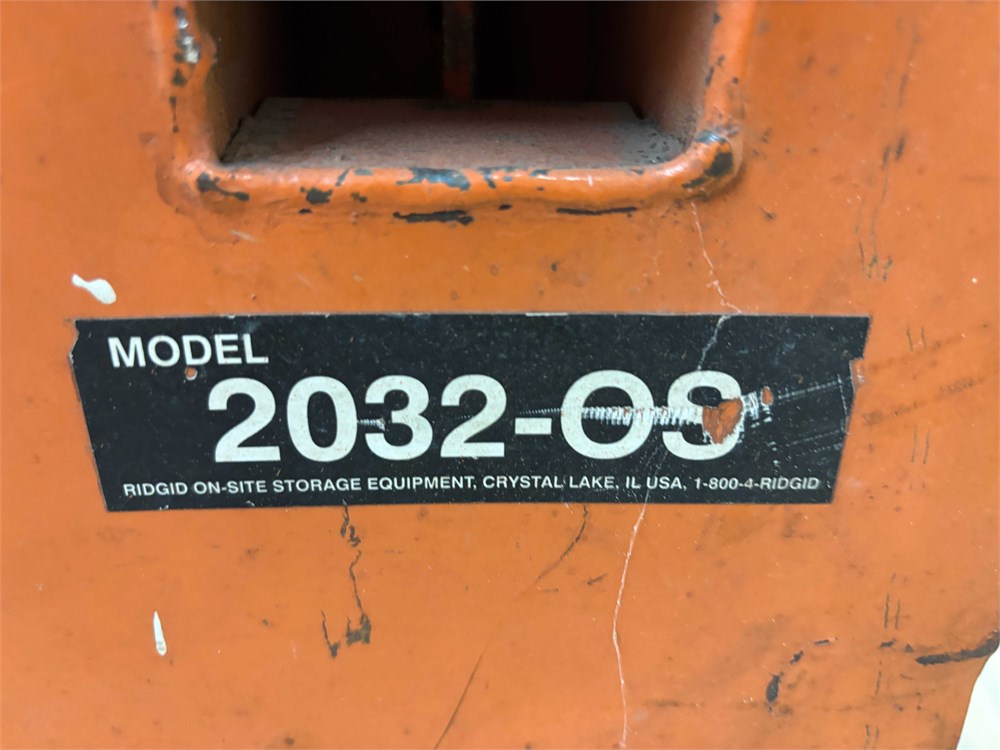 MODEL
2032-OS
RIDGID ON-SITE STORAGE EQUIPMENT, CRYSTAL LAKE, IL USA, 1-800-4-RIDGID